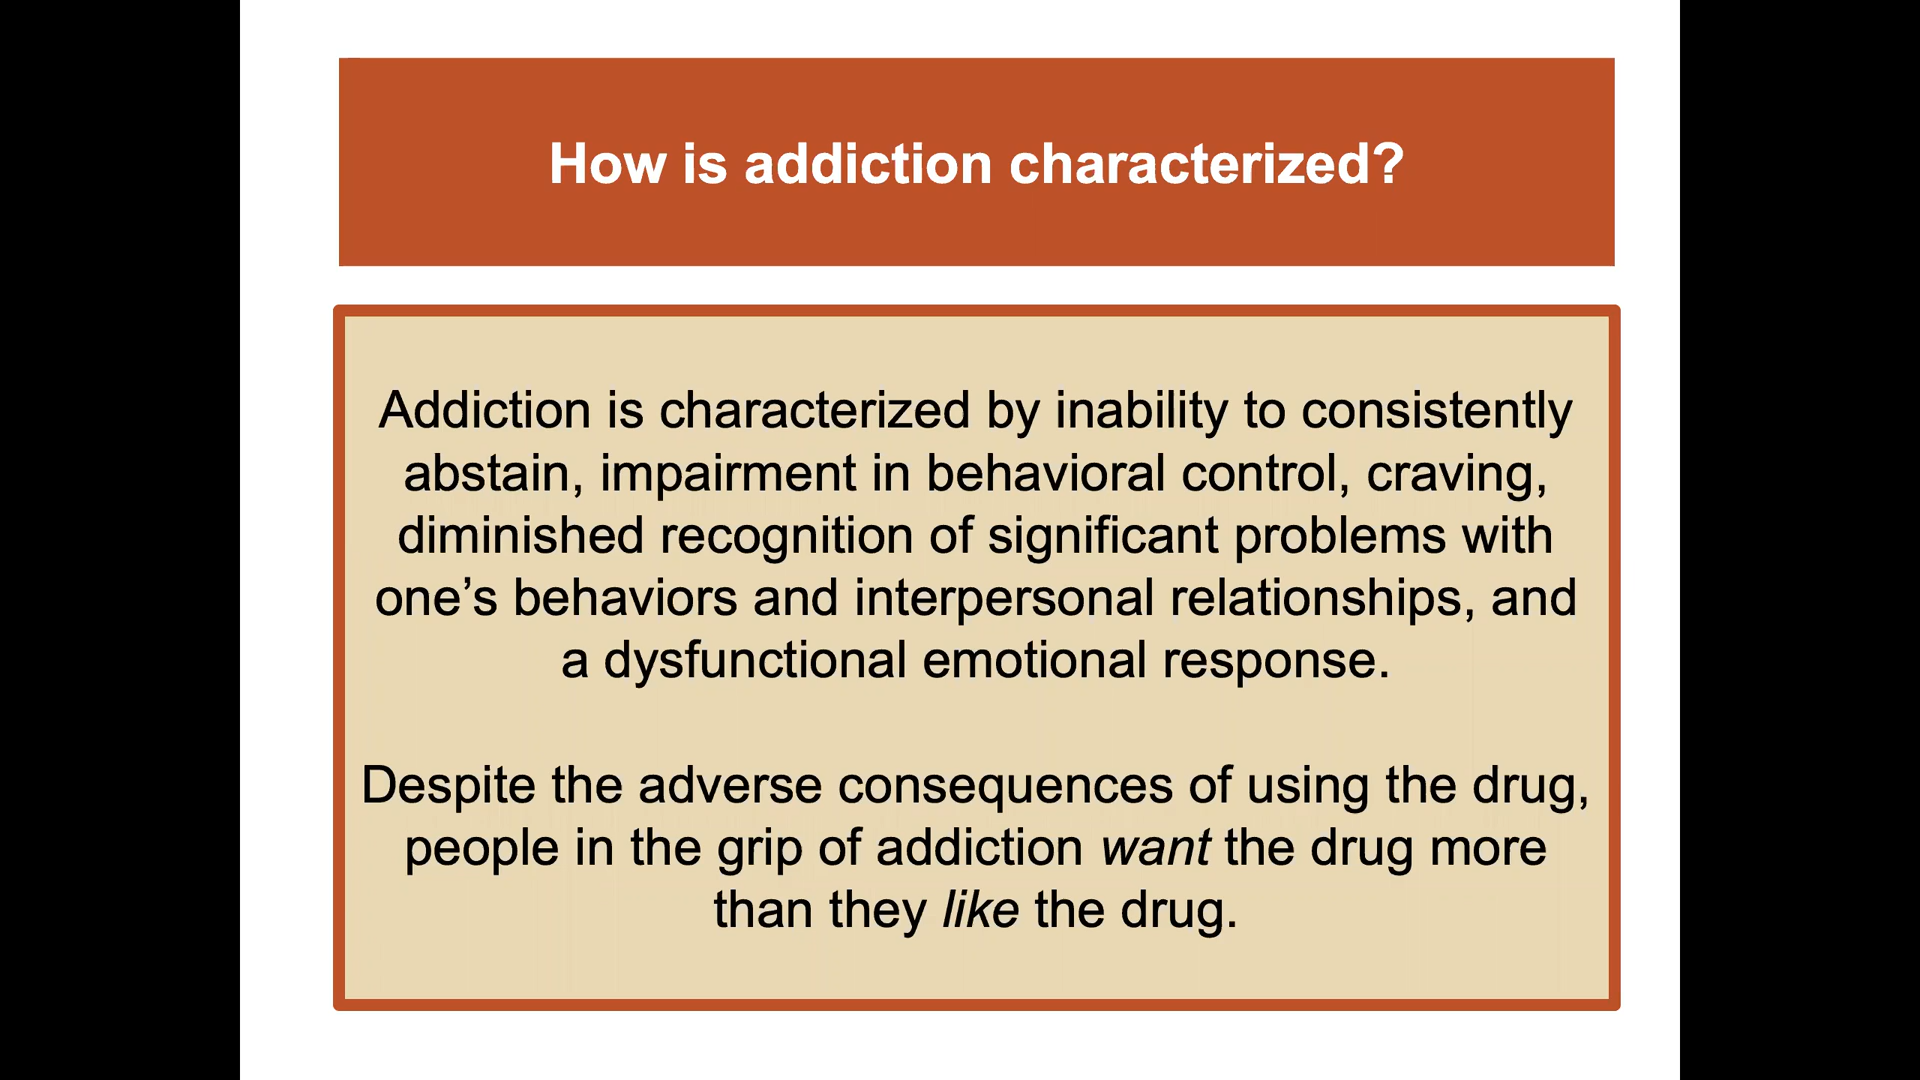 How is addiction characterized?
Addiction is characterized by inability to consistently
abstain, impairment in behavioral control, craving,
diminished recognition of significant problems with
one’s behaviors and interpersonal relationships, and
a dysfunctional emotional response.
Despite the adverse consequences of using the drug,
people in the grip of addiction want the drug more
than they like the drug.